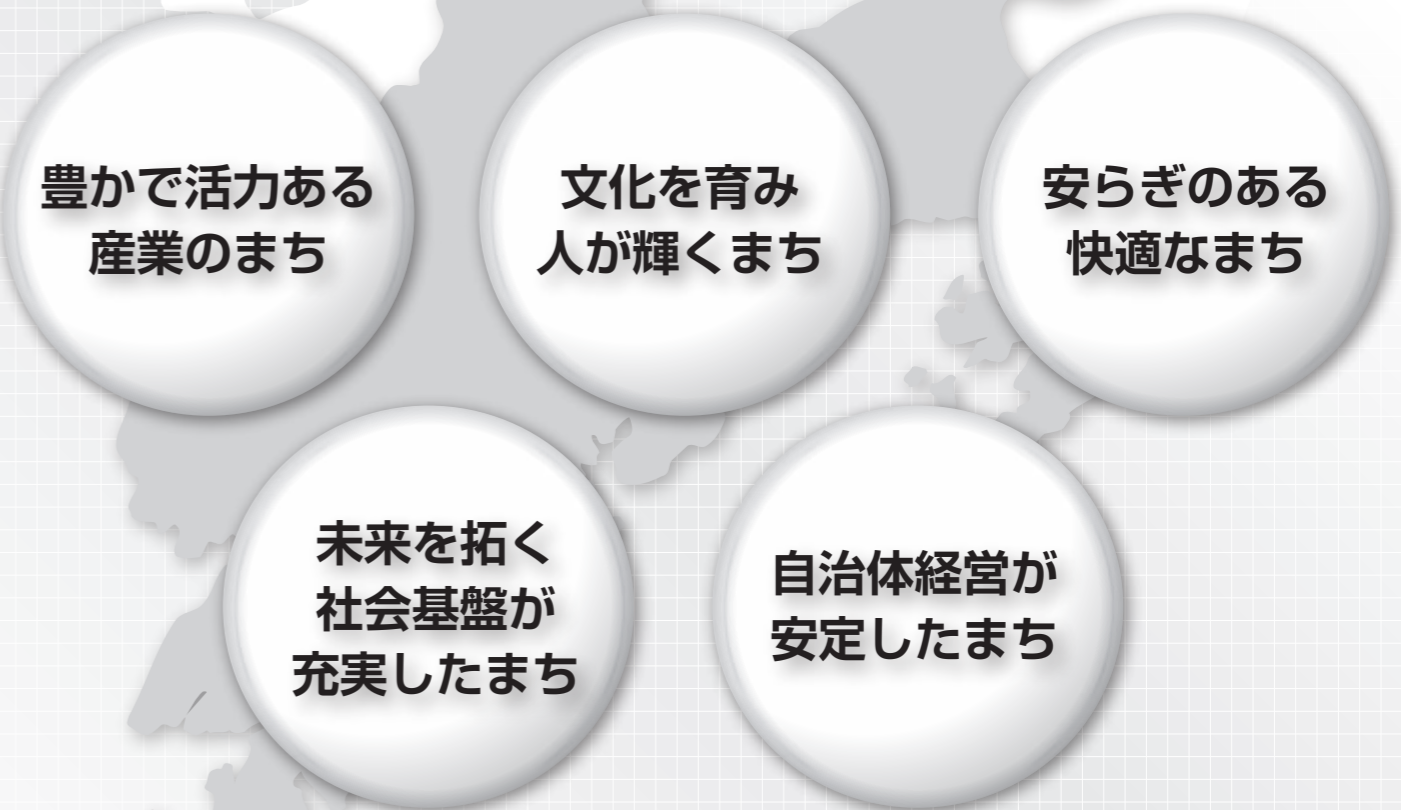 豊かで活力ある
産業のまち
文化を育み
人が輝くまち
安らぎのある
快適なまち
未来を拓く
社会基盤が
充実したまち
自治体経営が
安定したまち